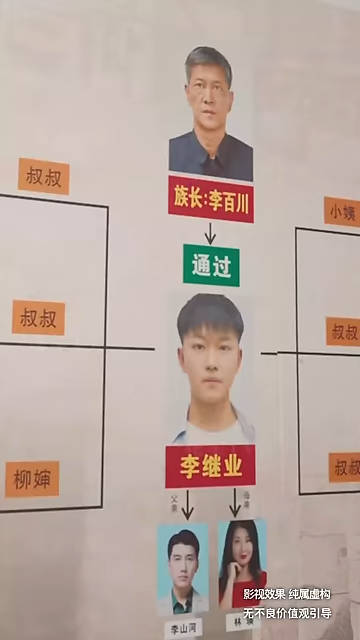 族长:李百川
叔叔
通过
小姨
叔叔
叔叔
李继业
柳婶
叔叔
父亲
母亲
李山河
林
影视效果 纯属虚构
无不良价值观引导